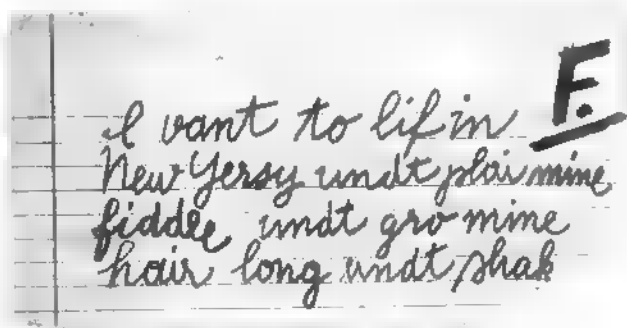 F.
I vant to lif in
New Yersy undt plai mine
fiddle undt gro mine
hair long undt shak